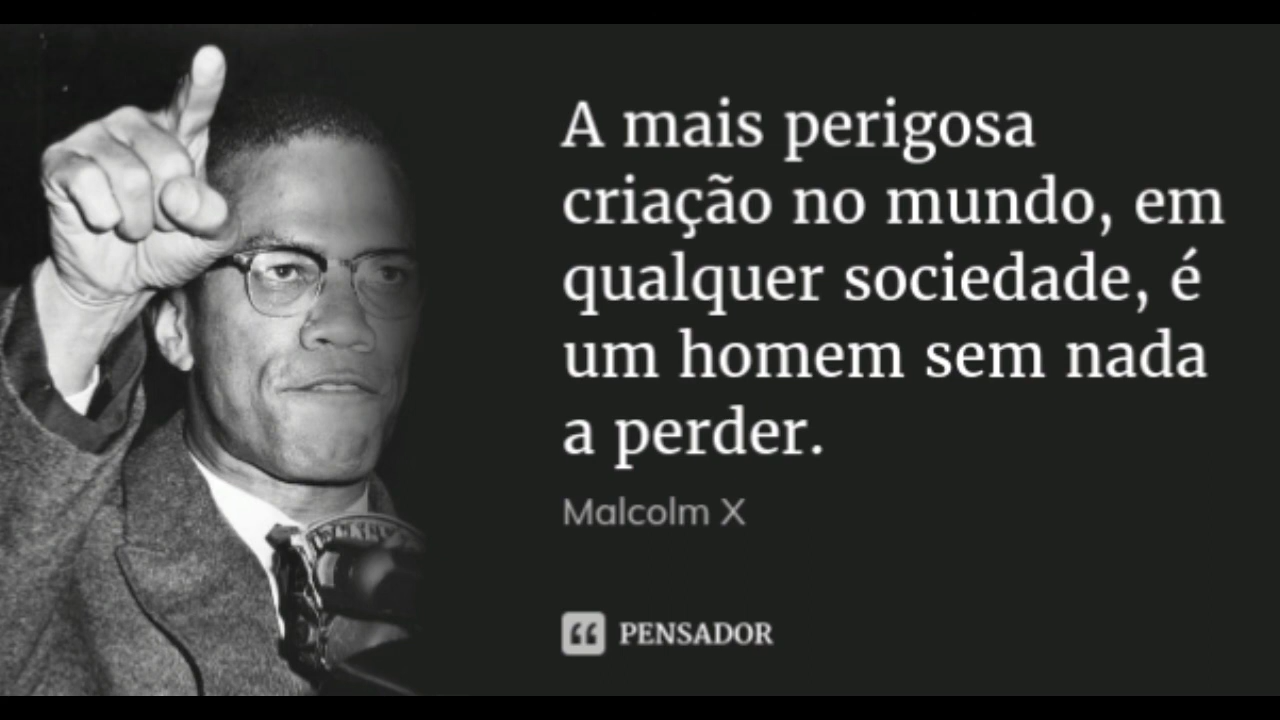 A mais perigosa
criação no mundo, em
qualquer sociedade, é
um homem sem nada
a perder.
Malcolm X
PENSADOR